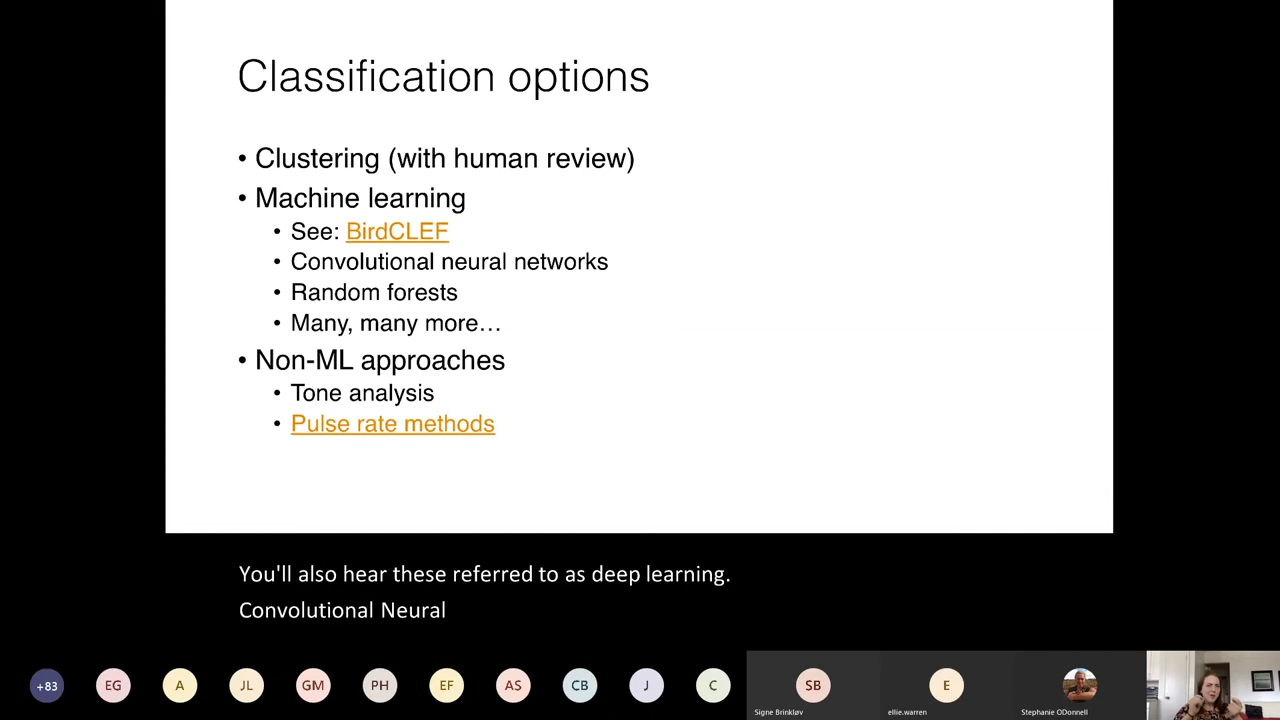 Classification options
• Clustering (with human review)
• Machine learning
• See: BirdCLEF
• Convolutional neural networks
• Random forests
• Many, many more…
• Non-ML approaches
• Tone analysis
• Pulse rate methods
You'll also hear these referred to as deep learning.
Convolutional Neural
+83 EG A JL GM PH EF AS CB J C SB E
Signe Brinkløv ellie.warren Stephanie ODonnell